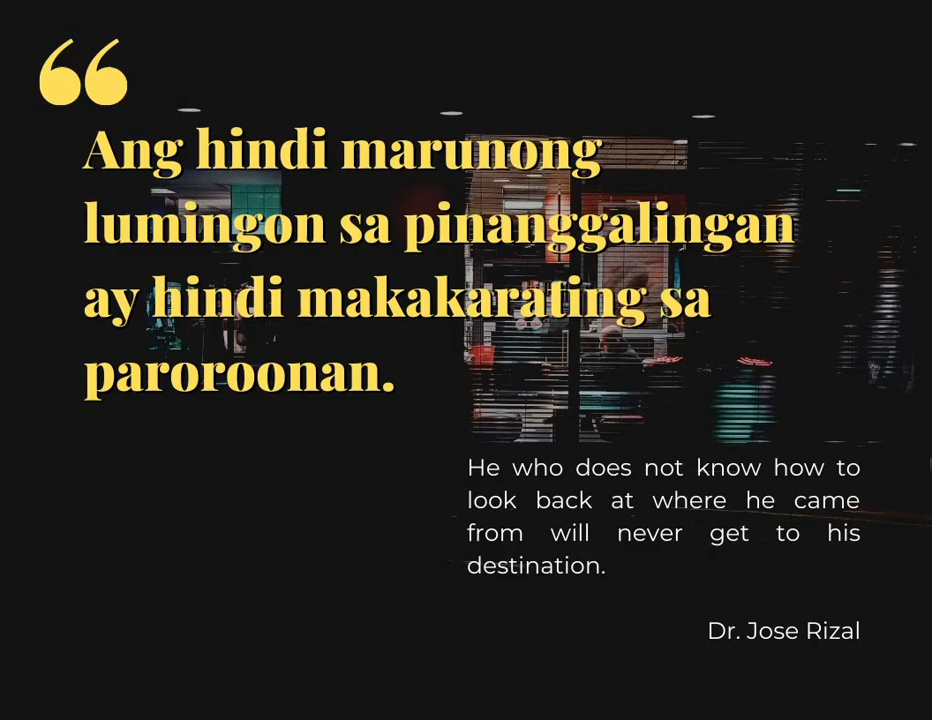 “
Ang hindi marunong
lumingon sa pinanggalingan
ay hindi makakarating sa
paroroonan.
He who does not know how to
look back at where he came
from will never get to his
destination.
Dr. Jose Rizal